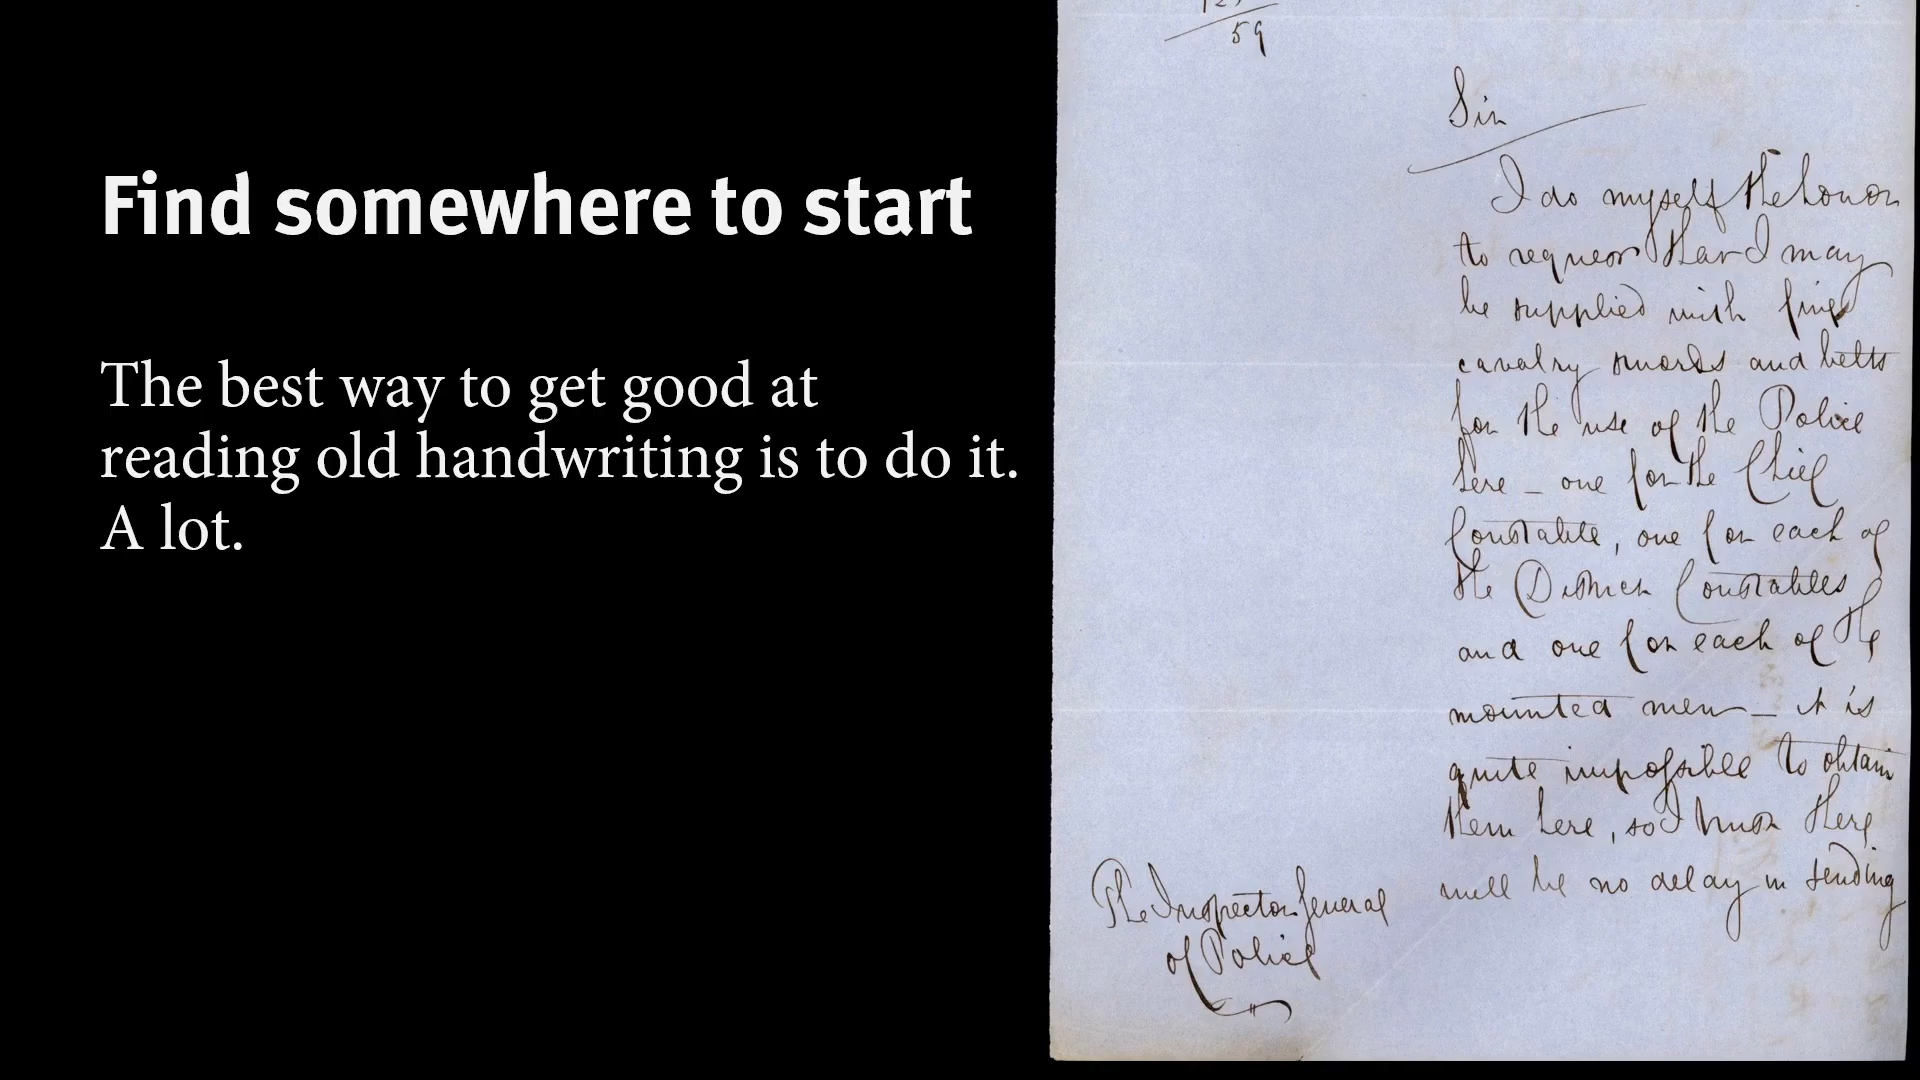 Find somewhere to start
The best way to get good at
reading old handwriting is to do it.
A lot.
59
Sir
I do myself the honor
to request that I may
be supplied with five
cavalry swords and belts
for the use of the Police
here – one for the Chief
Constable, one for each of
the District Constables
and one for each of the
mounted men – it is
quite impossible to obtain
them here, so I trust there
will be no delay in sending
The Inspector General
of Police